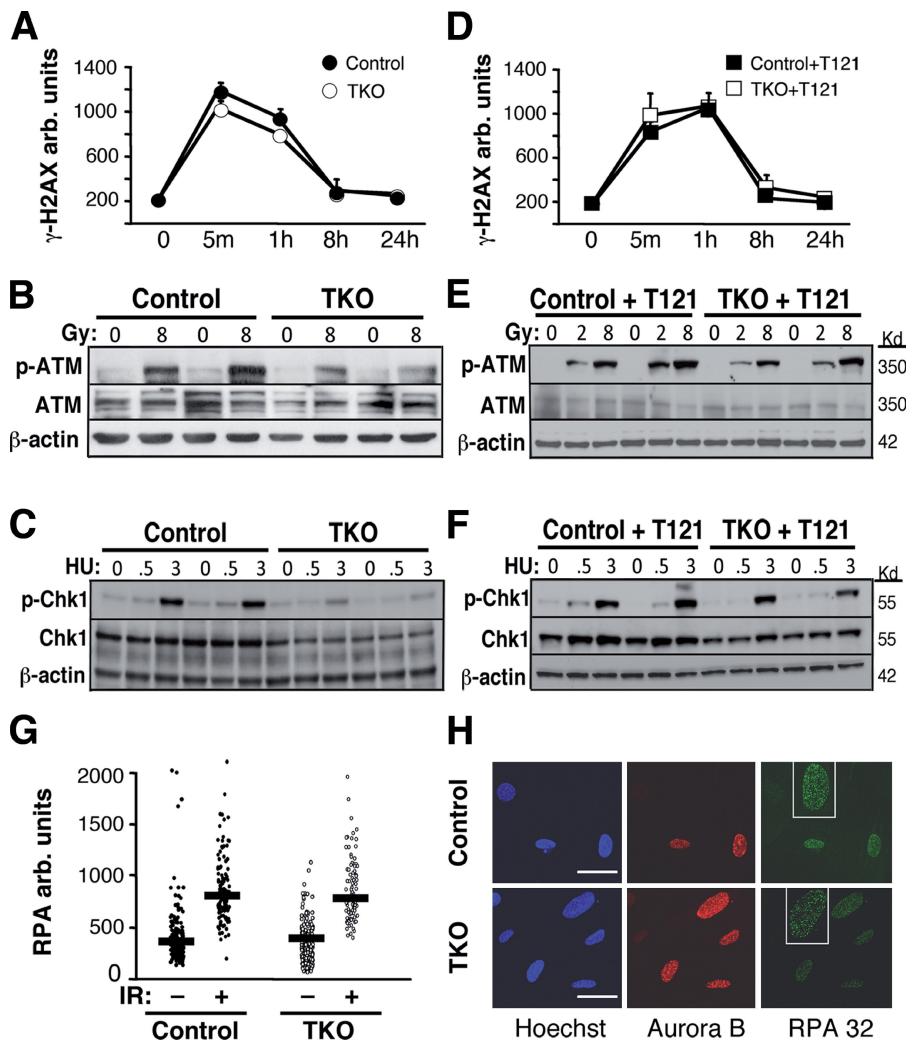 A
γ-H2AX arb. units
1400
1000
600
200
Control
TKO
0 5m 1h 8h 24h
D
γ-H2AX arb. units
1400
1000
600
200
Control+T121
TKO+T121
0 5m 1h 8h 24h
B
Control TKO
Gy: 0 8 0 8 0 8 0 8
p-ATM
ATM
β-actin
E
Control + T121 TKO + T121
Gy: 0 2 8 0 2 8 0 2 8 0 2 8 Kd
p-ATM 350
ATM 350
β-actin 42
C
Control TKO
HU: 0 .5 3 0 .5 3 0 .5 3 0 .5 3
p-Chk1
Chk1
β-actin
F
Control + T121 TKO + T121
HU: 0 .5 3 0 .5 3 0 .5 3 0 .5 3 Kd
p-Chk1 55
Chk1 55
β-actin 42
G
RPA arb. units
2000
1500
1000
500
0
IR: – + – +
Control TKO
H
Control
TKO
Hoechst Aurora B RPA 32